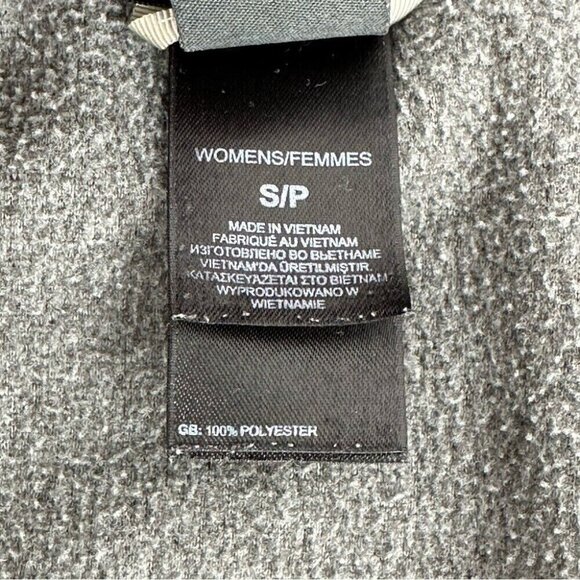 WOMENS/FEMMES
S/P
MADE IN VIETNAM
FABRIQUÉ AU VIETNAM
ИЗГОТОВЛЕНО ВО ВЬЕТНАМЕ
VIETNAM'DA ÜRETILMIŞTIR.
ΚΑΤΑΣΚΕΥΑΖΕΤΑΙ ΣΤΟ ΒΙΕΤΝΑΜ
WYPRODUKOWANO W
WIETNAMIE
GB: 100% POLYESTER